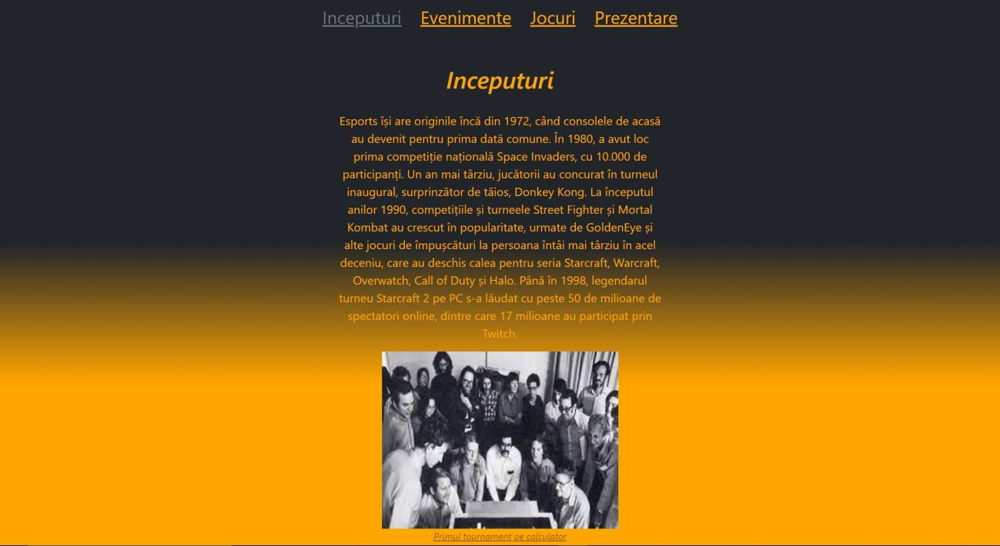 Inceputuri Evenimente Jocuri Prezentare
Inceputuri
Esports își are originile încă din 1972, când consolele de acasă
au devenit pentru prima dată comune. În 1980, a avut loc
prima competiție națională Space Invaders, cu 10.000 de
participanți. Un an mai târziu, jucătorii au concurat în turneul
inaugural, surprinzător de tăios, Donkey Kong. La începutul
anilor 1990, competițiile și turneele Street Fighter și Mortal
Kombat au crescut în popularitate, urmate de GoldenEye și
alte jocuri de împușcături la persoana întâi mai târziu în acel
deceniu, care au deschis calea pentru seria Starcraft, Warcraft,
Overwatch, Call of Duty și Halo. Până în 1998, legendarul
turneu Starcraft 2 pe PC s-a lăudat cu peste 50 de milioane de
spectatori online, dintre care 17 milioane au participat prin
Twitch.
Primul tournament pe calculator